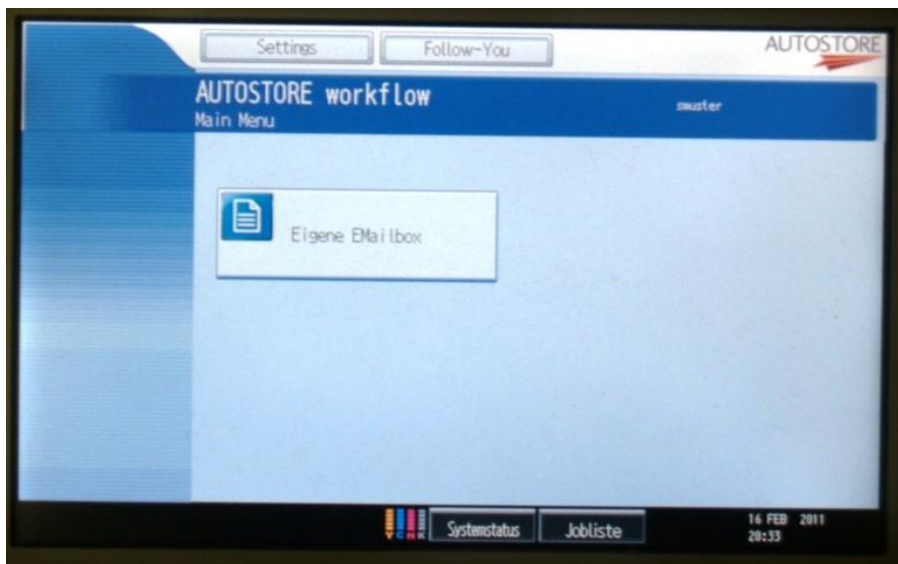 Settings
Follow-You
AUTOSTORE
AUTOSTORE workflow
smuster
Main Menu
Eigene EMailbox
Y C M K
Systemstatus
Jobliste
16 FEB 2011
20:33